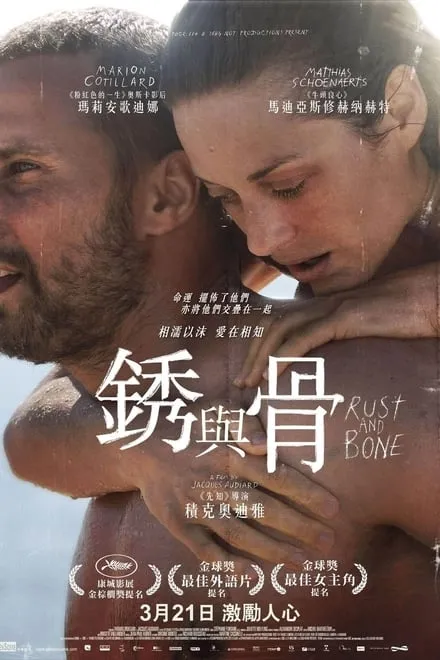 MARION
COTILLARD
《粉紅色的一生》奧斯卡影后
瑪莉安歌迪娜
MATTHIAS
SCHOENAERTS
《牛頭良心》
馬迪亞斯修赫納赫特
命運 擺佈了他們
亦將他們交疊在一起
相濡以沫 愛在相知
銹與骨
RUST
AND
BONE
A FILM BY
JACQUES AUDIARD
《先知》導演
積克奧迪雅
康城影展
金棕櫚獎提名
金球獎
最佳外語片
提名
金球獎
最佳女主角
提名
3月21日 激勵人心